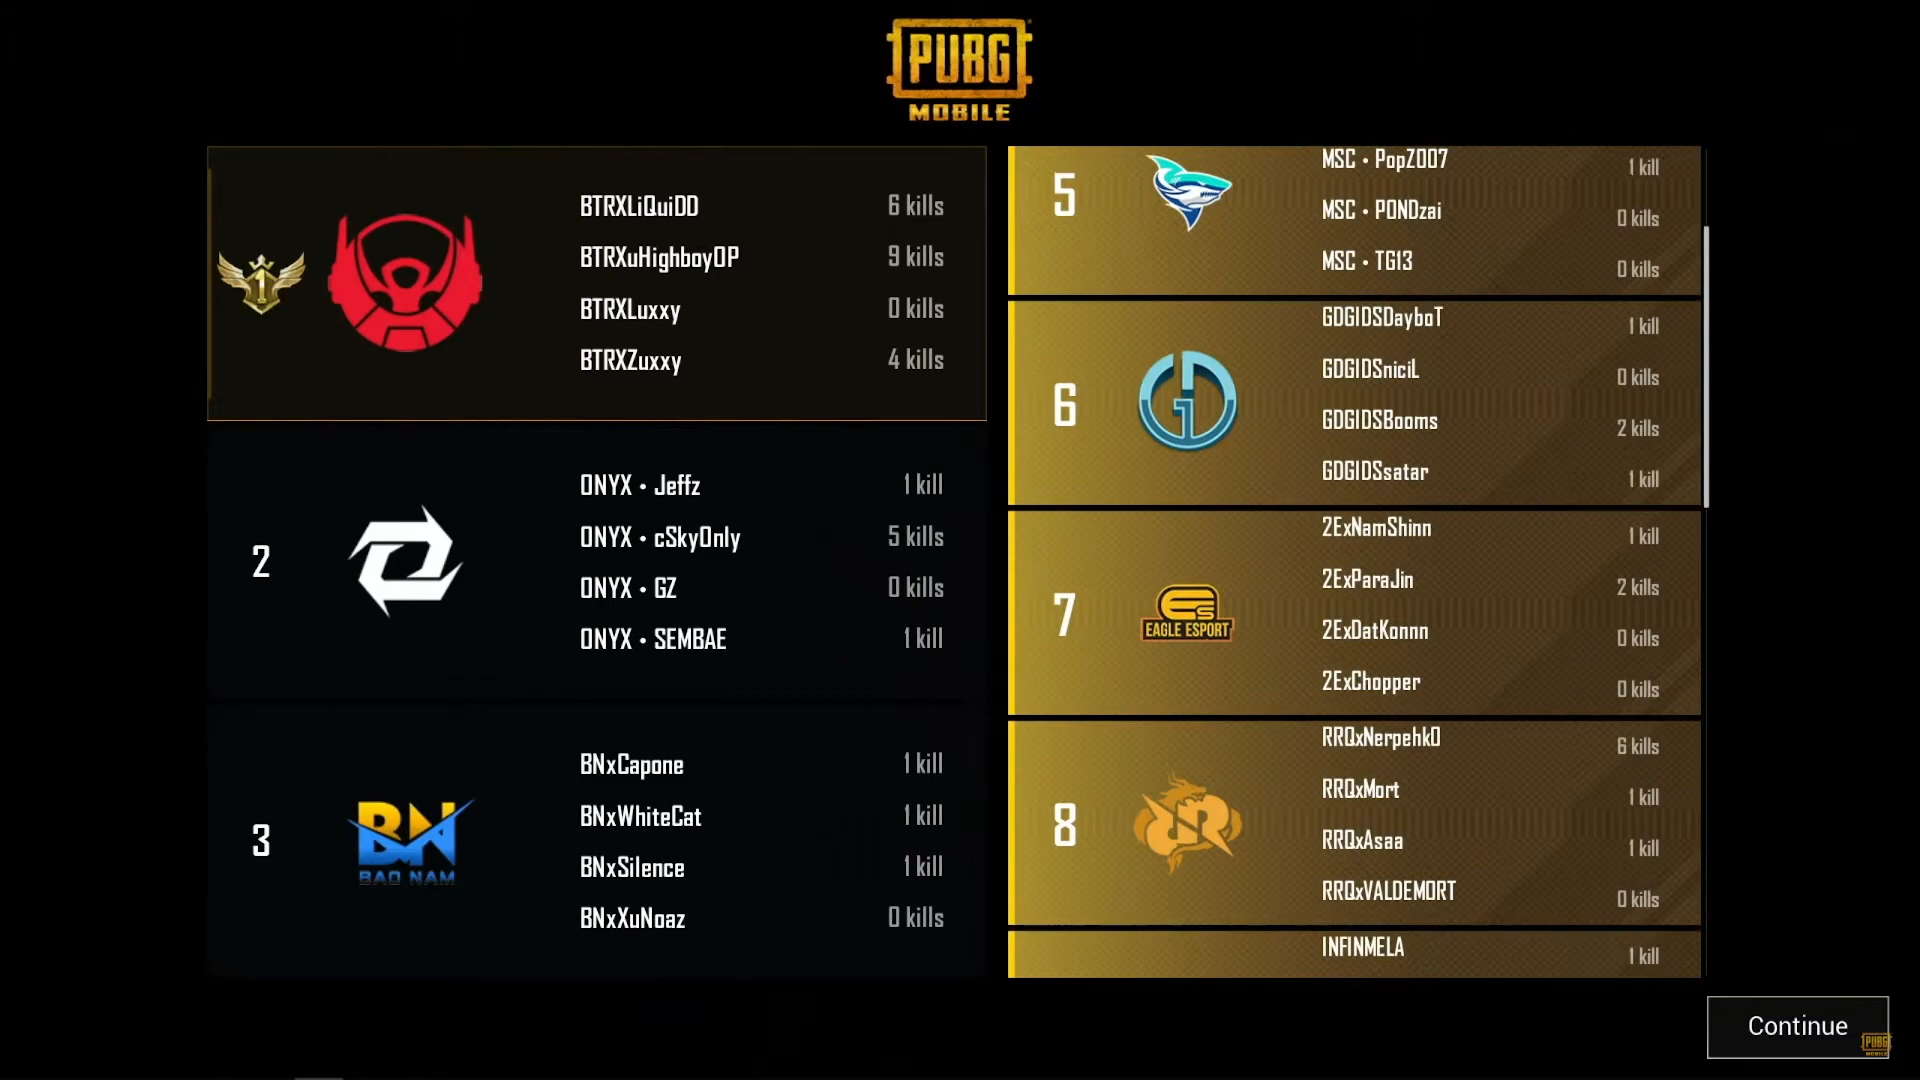 PUBG
MOBILE
1
BTRXLiQuiDD 6 kills
BTRXuHighboyOP 9 kills
BTRXLuxxy 0 kills
BTRXZuxxy 4 kills
2
ONYX • Jeffz 1 kill
ONYX • cSkyOnly 5 kills
ONYX • GZ 0 kills
ONYX • SEMBAE 1 kill
3
BN
BAO NAM
BNxCapone 1 kill
BNxWhiteCat 1 kill
BNxSilence 1 kill
BNxXuNoaz 0 kills
5
MSC • PopZ007 1 kill
MSC • PONDzai 0 kills
MSC • TG13 0 kills
6
GDGIDSDayboT 1 kill
GDGIDSniciL 0 kills
GDGIDSBooms 2 kills
GDGIDSsatar 1 kill
7
EAGLE ESPORT
2ExNamShinn 1 kill
2ExParaJin 2 kills
2ExDatKonnn 0 kills
2ExChopper 0 kills
8
RRQxNerpehkO 6 kills
RRQxMort 1 kill
RRQxAsaa 1 kill
RRQxVALDEMORT 0 kills
INFINMELA 1 kill
Continue
PUBG
MOBILE